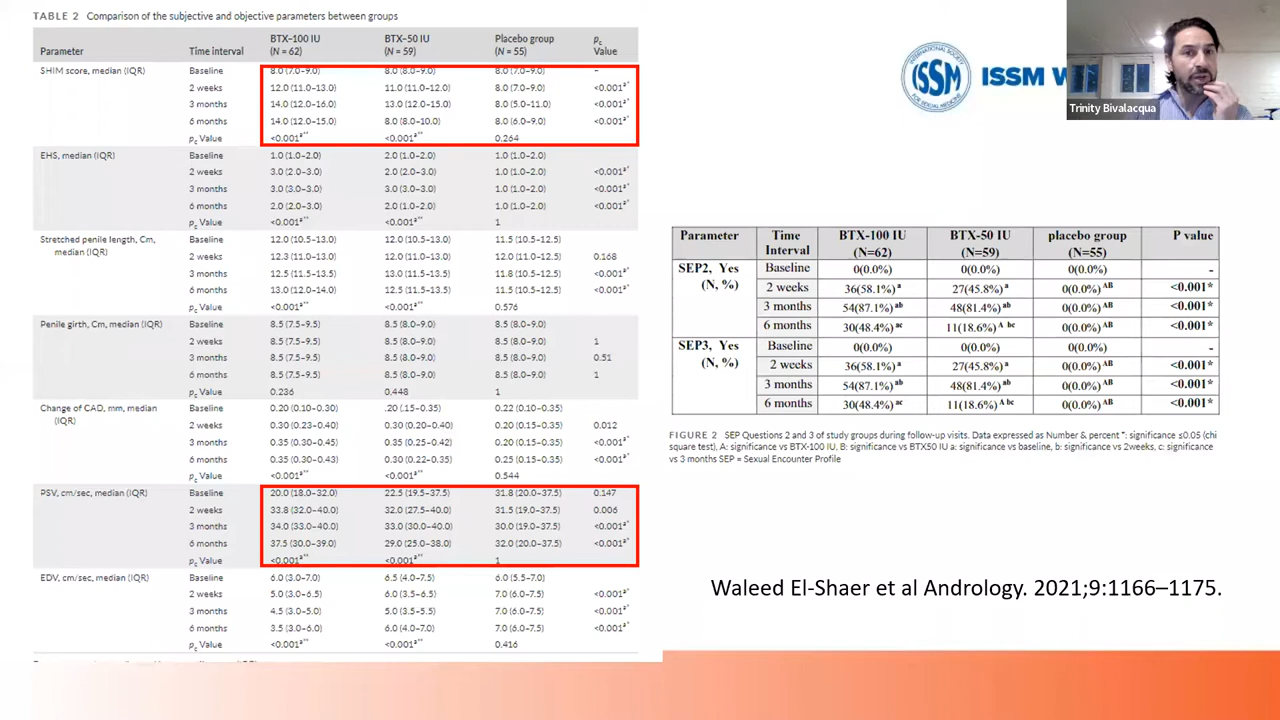 TABLE 2 Comparison of the subjective and objective parameters between groups
Parameter Time interval BTX-100 IU (N = 62) BTX-50 IU (N = 59) Placebo group (N = 55) pc Value
SHIM score, median (IQR) Baseline 8.0 (7.0–9.0) 8.0 (8.0–9.0) 8.0 (7.0–9.0) –
2 weeks 12.0 (11.0–13.0) 11.0 (11.0–12.0) 8.0 (7.0–9.0) <0.001ª*
3 months 14.0 (12.0–16.0) 13.0 (12.0–15.0) 8.0 (5.0–11.0) <0.001ª*
6 months 14.0 (12.0–15.0) 8.0 (8.0–10.0) 8.0 (6.0–9.0) <0.001ª*
pc Value <0.001ª** <0.001ª** 0.264
EHS, median (IQR) Baseline 1.0 (1.0–2.0) 2.0 (1.0–2.0) 1.0 (1.0–2.0)
2 weeks 3.0 (2.0–3.0) 2.0 (2.0–3.0) 1.0 (1.0–2.0) <0.001ª*
3 months 3.0 (3.0–3.0) 3.0 (3.0–3.0) 1.0 (1.0–2.0) <0.001ª*
6 months 2.0 (2.0–3.0) 2.0 (1.0–2.0) 1.0 (1.0–2.0) <0.001ª*
pc Value <0.001ª** <0.001ª** 1
Stretched penile length, Cm, median (IQR) Baseline 12.0 (10.5–13.0) 12.0 (10.5–13.0) 11.5 (10.5–12.5)
2 weeks 12.3 (11.0–13.0) 12.0 (11.0–13.0) 12.0 (11.0–12.5) 0.168
3 months 12.5 (11.5–13.5) 13.0 (11.5–13.5) 11.8 (10.5–12.5) <0.001ª*
6 months 13.0 (12.0–14.0) 12.5 (11.5–13.5) 11.5 (10.5–12.5) <0.001ª*
pc Value <0.001ª** <0.001ª** 0.576
Penile girth, Cm, median (IQR) Baseline 8.5 (7.5–9.5) 8.5 (8.0–9.0) 8.5 (8.0–9.0)
2 weeks 8.5 (7.5–9.5) 8.5 (8.0–9.0) 8.5 (8.0–9.0) 1
3 months 8.5 (7.5–9.5) 8.5 (8.0–9.0) 8.5 (8.0–9.0) 0.51
6 months 8.5 (7.5–9.5) 8.5 (8.0–9.0) 8.5 (8.0–9.0) 1
pc Value 0.236 0.448 1
Change of CAD, mm, median (IQR) Baseline 0.20 (0.10–0.30) .20 (.15–0.35) 0.22 (0.10–0.35)
2 weeks 0.30 (0.23–0.40) 0.30 (0.20–0.40) 0.20 (0.15–0.35) 0.012
3 months 0.35 (0.30–0.45) 0.35 (0.25–0.42) 0.20 (0.15–0.35) <0.001ª*
6 months 0.35 (0.30–0.43) 0.30 (0.22–0.35) 0.25 (0.15–0.35) <0.001ª*
pc Value <0.001ª** <0.001ª** 0.544
PSV, cm/sec, median (IQR) Baseline 20.0 (18.0–32.0) 22.5 (19.5–37.5) 31.8 (20.0–37.5) 0.147
2 weeks 33.8 (32.0–40.0) 32.0 (27.5–40.0) 31.5 (19.0–37.5) 0.006
3 months 34.0 (33.0–40.0) 33.0 (30.0–40.0) 30.0 (19.0–37.5) <0.001ª*
6 months 37.5 (30.0–39.0) 29.0 (25.0–38.0) 32.0 (20.0–37.5) <0.001ª*
pc Value <0.001ª** <0.001ª** 1
EDV, cm/sec, median (IQR) Baseline 6.0 (3.0–7.0) 6.5 (4.0–7.5) 6.0 (5.5–7.0)
2 weeks 5.0 (3.0–6.5) 6.0 (3.5–6.5) 7.0 (6.0–7.5) <0.001ª*
3 months 4.5 (3.0–5.0) 5.0 (3.5–5.5) 7.0 (6.0–7.5) <0.001ª*
6 months 3.5 (3.0–6.0) 6.0 (4.0–7.0) 7.0 (6.0–7.5) <0.001ª*
pc Value <0.001ª** <0.001ª** 0.416
INTERNATIONAL SOCIETY FOR SEXUAL MEDICINE
ISSM
ISSM W
Trinity Bivalacqua
Parameter Time Interval BTX-100 IU (N=62) BTX-50 IU (N=59) placebo group (N=55) P value
SEP2, Yes (N, %) Baseline 0(0.0%) 0(0.0%) 0(0.0%) -
2 weeks 36(58.1%) a 27(45.8%) a 0(0.0%) AB <0.001*
3 months 54(87.1%) ab 48(81.4%) ab 0(0.0%) AB <0.001*
6 months 30(48.4%) ac 11(18.6%) A bc 0(0.0%) AB <0.001*
SEP3, Yes (N, %) Baseline 0(0.0%) 0(0.0%) 0(0.0%) -
2 weeks 36(58.1%) a 27(45.8%) a 0(0.0%) AB <0.001*
3 months 54(87.1%) ab 48(81.4%) ab 0(0.0%) AB <0.001*
6 months 30(48.4%) ac 11(18.6%) A bc 0(0.0%) AB <0.001*
FIGURE 2 SEP Questions 2 and 3 of study groups during follow-up visits. Data expressed as Number & percent *: significance ≤0.05 (chi
square test), A: significance vs BTX-100 IU, B: significance vs BTX50 IU a: significance vs baseline, b: significance vs 2weeks, c: significance
vs 3 months SEP = Sexual Encounter Profile
Waleed El-Shaer et al Andrology. 2021;9:1166–1175.